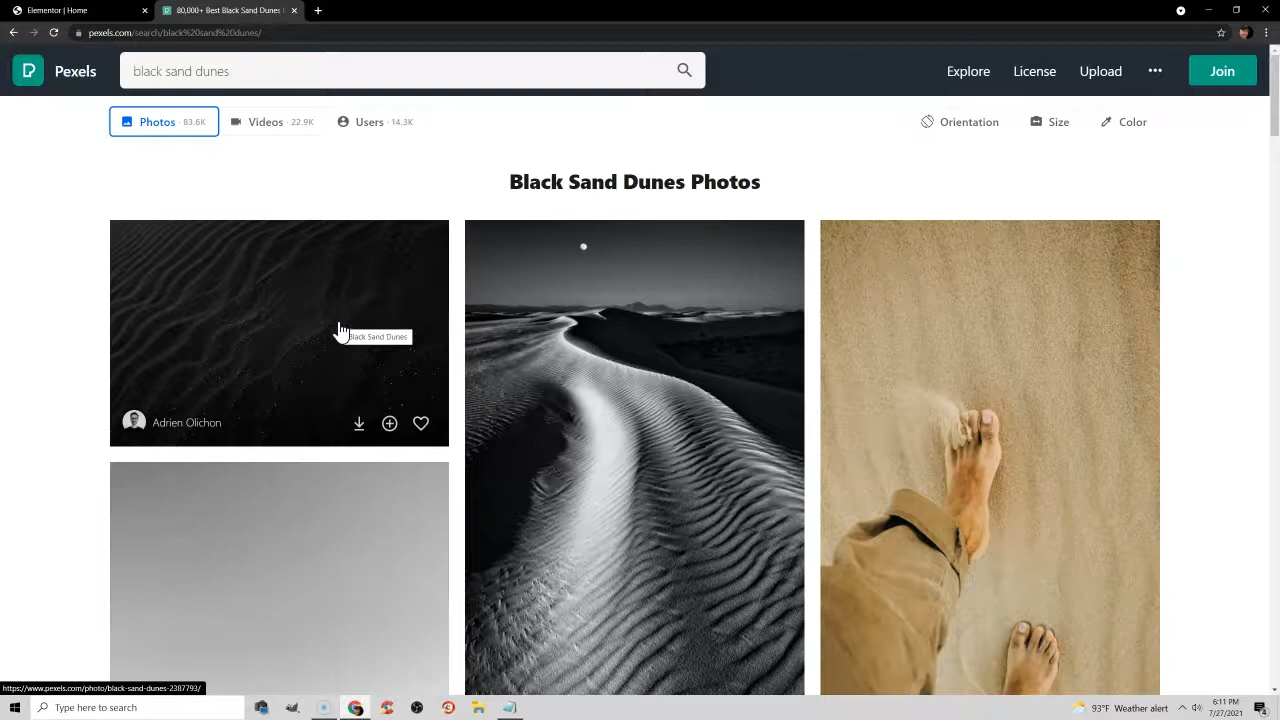 Elementor | Home
80,000+ Best Black Sand Dunes
pexels.com/search/black%20sand%20dunes/
Pexels
black sand dunes
Explore
License
Upload
Join
Photos · 83.6K
Videos · 22.9K
Users · 14.3K
Orientation
Size
Color
Black Sand Dunes Photos
Black Sand Dunes
Adrien Olichon
https://www.pexels.com/photo/black-sand-dunes-2387793/
Type here to search
93°F Weather alert
6:11 PM
7/27/2021